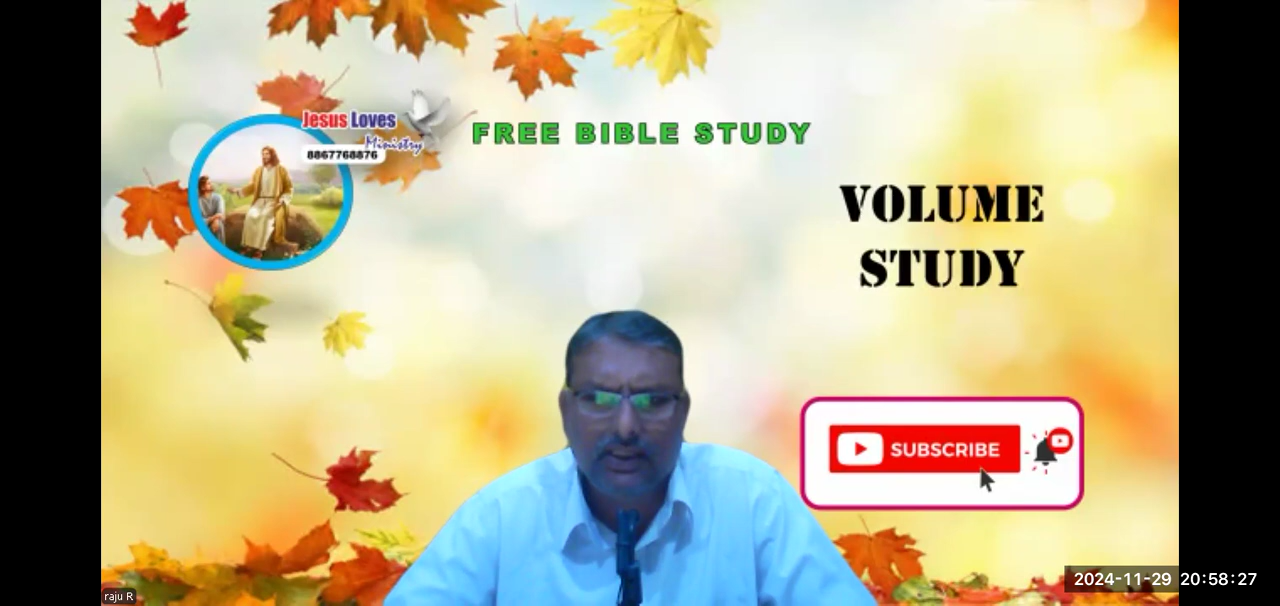 Jesus Loves
Ministry
8867768876
FREE BIBLE STUDY
VOLUME
STUDY
SUBSCRIBE
raju R
2024-11-29 20:58:27